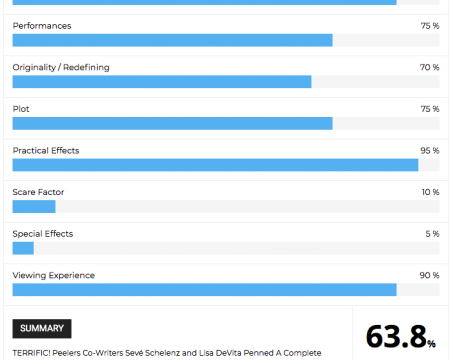 Performances 75 %
Originality / Redefining 70 %
Plot 75 %
Practical Effects 95 %
Scare Factor 10 %
Special Effects 5 %
Viewing Experience 90 %
SUMMARY
63.8%
TERRIFIC! Peelers Co-Writers Sevé Schelenz and Lisa DeVita Penned A Complete